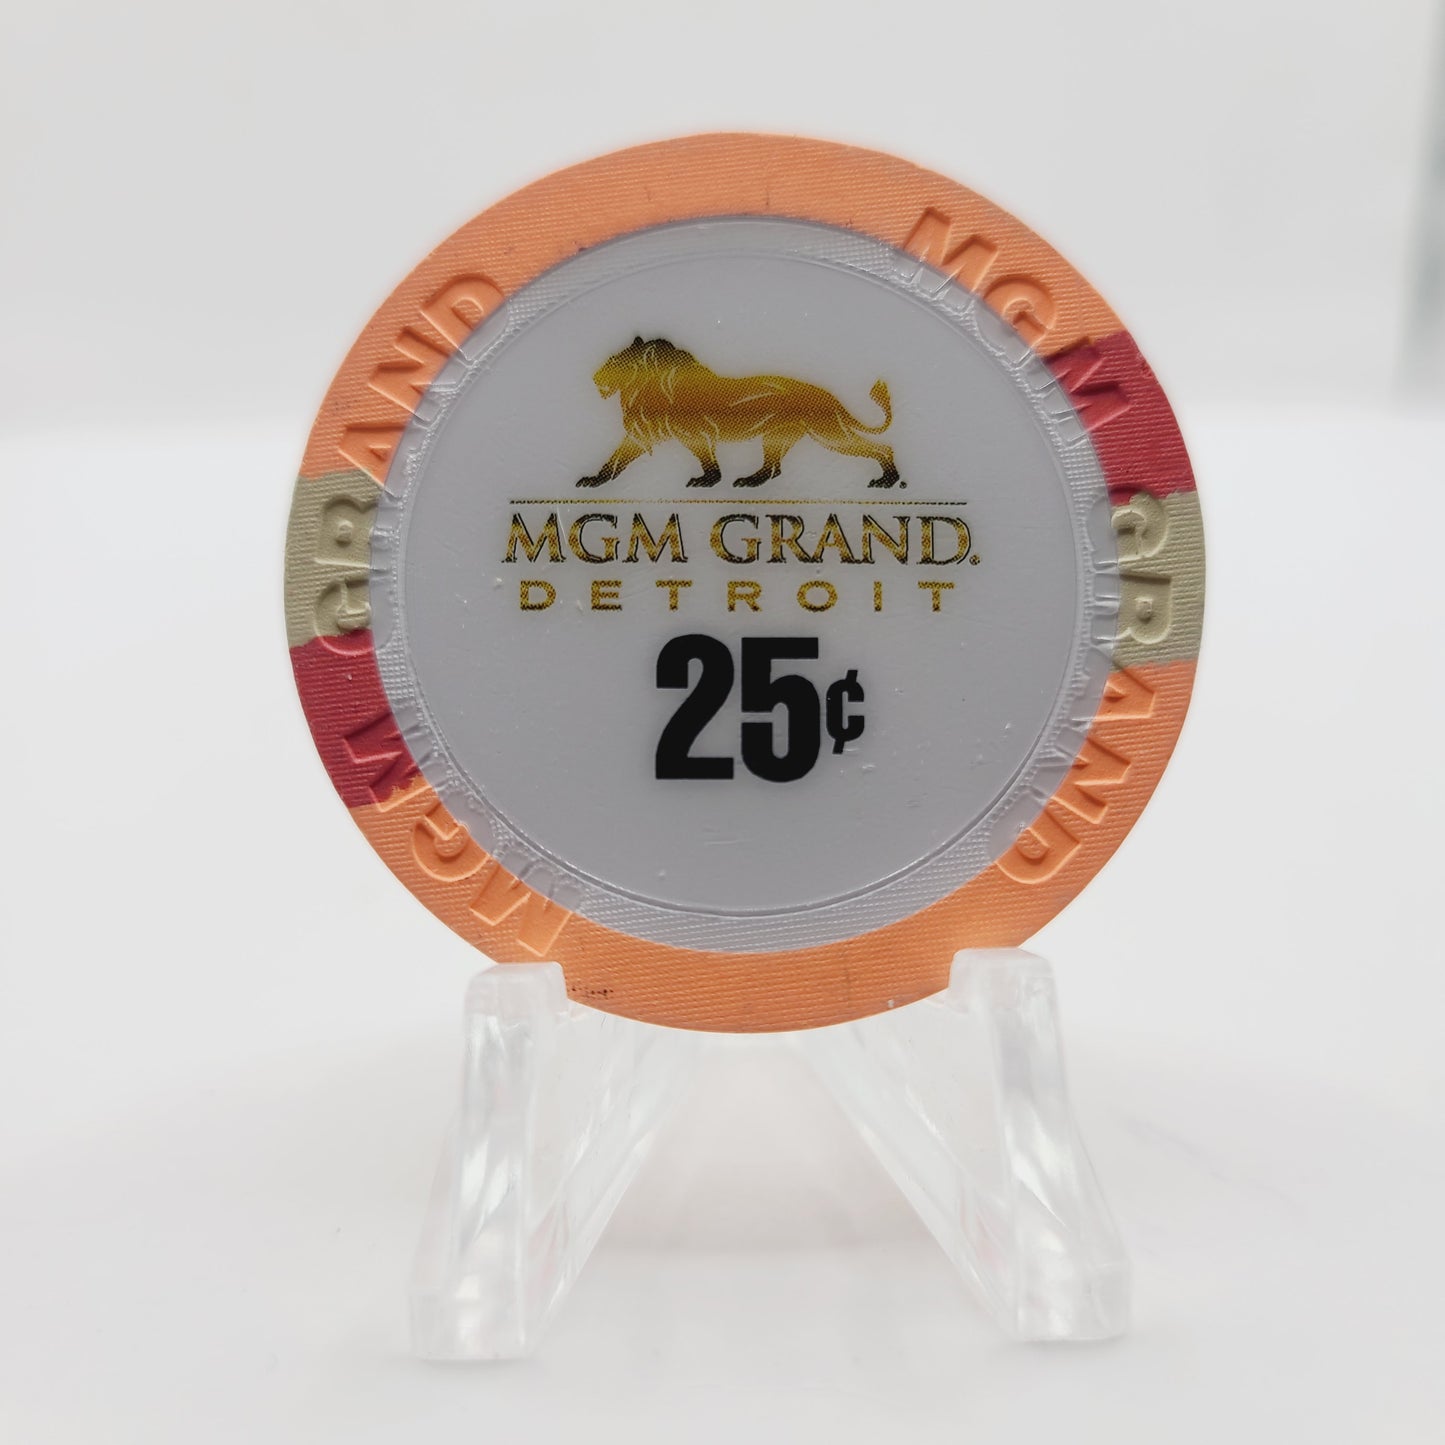 MGM GRAND
MGM GRAND
MGM GRAND.
DETROIT
25¢